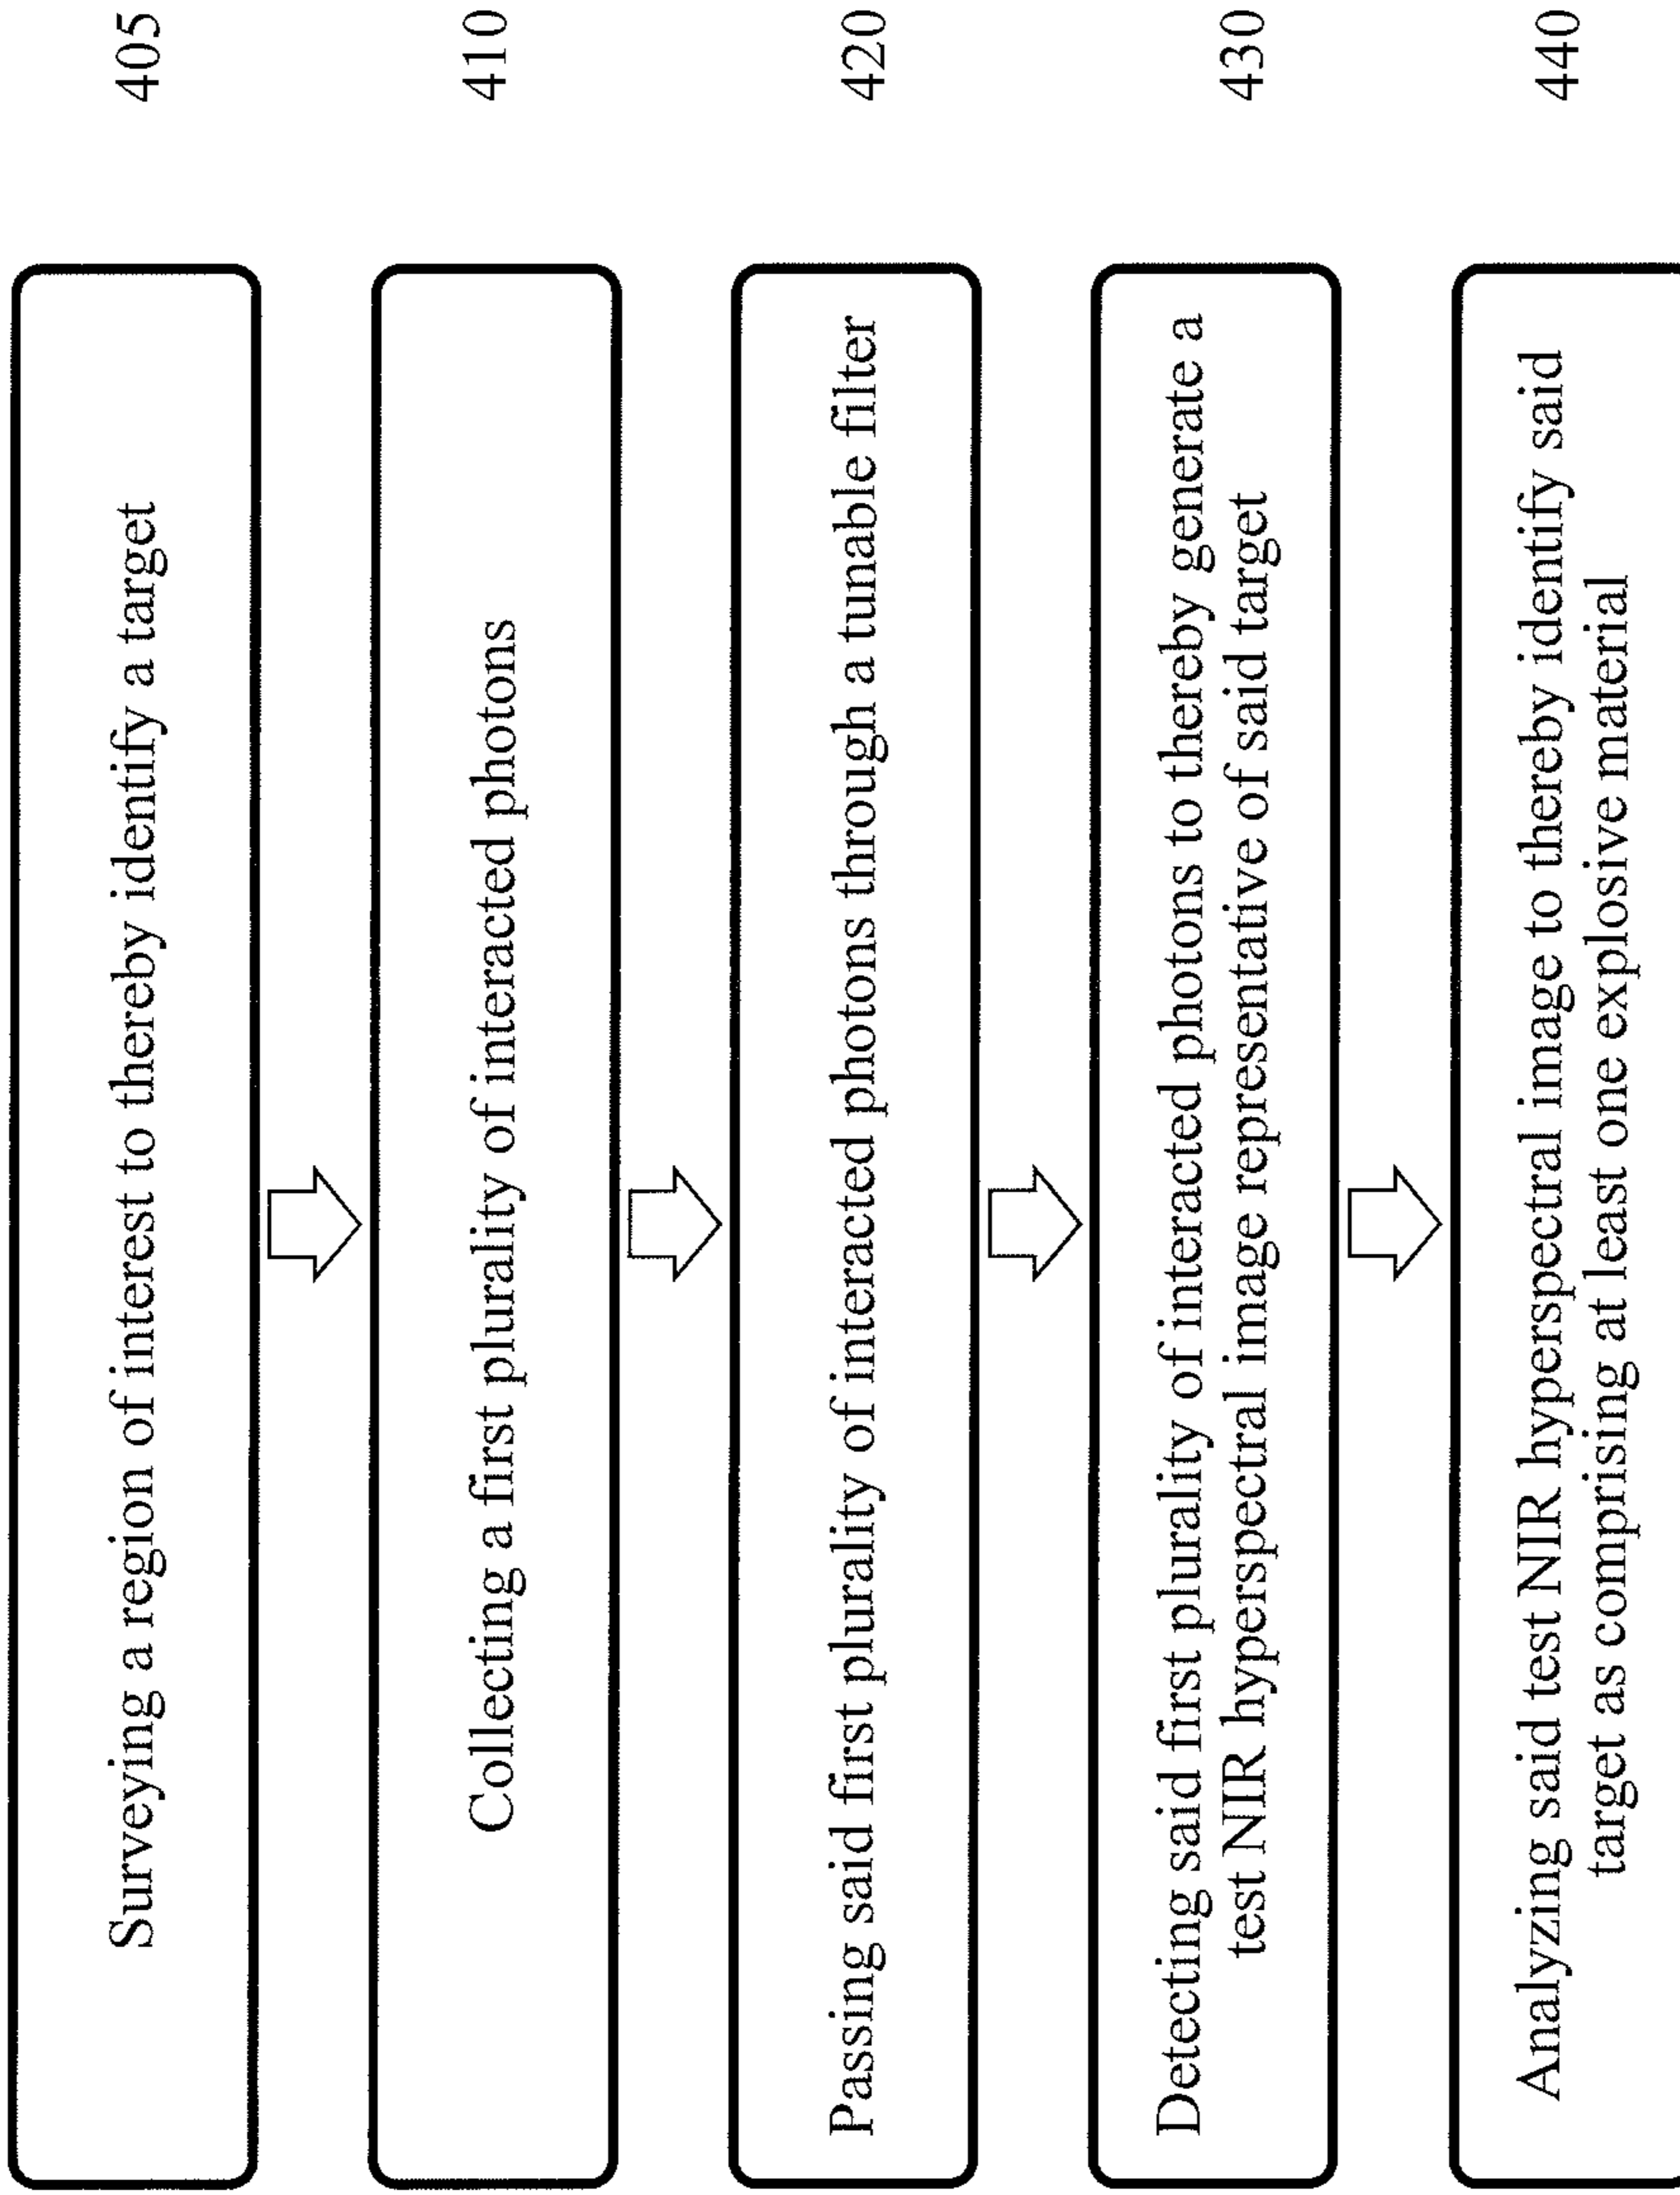 Surveying a region of interest to thereby identify a target
405
Collecting a first plurality of interacted photons
410
Passing said first plurality of interacted photons through a tunable filter
420
Detecting said first plurality of interacted photons to thereby generate a
test NIR hyperspectral image representative of said target
430
Analyzing said test NIR hyperspectral image to thereby identify said
target as comprising at least one explosive material
440